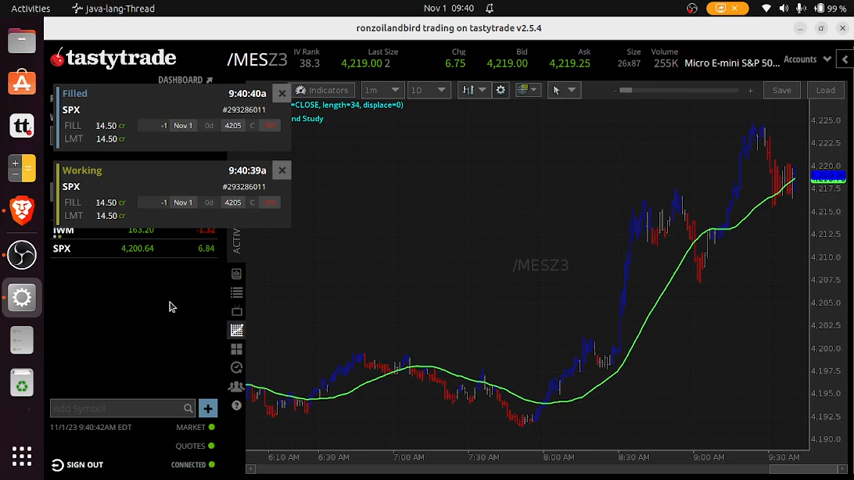 Activities
java-lang-Thread
Nov 1 09:40
99 %
ronzoilandbird trading on tastytrade v2.5.4
tastytrade
/MESZ3
IV Rank
38.3
Last Size
4,219.00 2
Chg
6.75
Bid
4,219.00
Ask
4,219.25
Size
26x87
Volume
255K
Micro E-mini S&P 50...
Accounts
DASHBOARD
Indicators
1m
1D
Save
Load
Filled
9:40:40a
SPX
#293286011
FILL 14.50 cr
-1 Nov 1 0d 4205 C
LMT 14.50 cr
=CLOSE, length=34, displace=0)
nd Study
Working
9:40:39a
SPX
#293286011
FILL 14.50 cr
-1 Nov 1 0d 4205 C
LMT 14.50 cr
IWM 163.20 -1.32
SPX 4,200.64 6.84
ACTIV
/MESZ3
4,225.0
4,220.0
4,217.5
4,215.0
4,212.5
4,210.0
4,207.5
4,205.0
4,202.5
4,200.0
4,197.5
4,195.0
4,192.5
4,190.0
Add Symbol
11/1/23 9:40:42AM EDT
MARKET
QUOTES
SIGN OUT
CONNECTED
6:10 AM
6:30 AM
7:00 AM
7:30 AM
8:00 AM
8:30 AM
9:00 AM
9:30 AM
tt